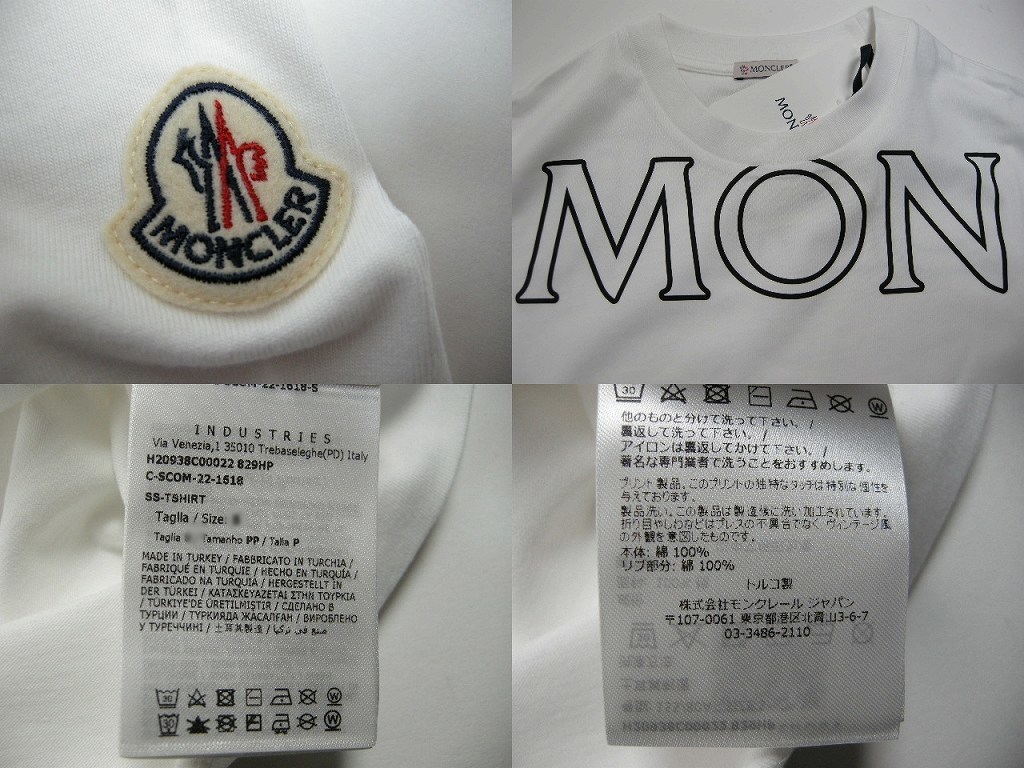 MONCLER
MONCLER
MON
MON
C-SCOM-22-1618-S
INDUSTRIES
Via Venezia,1 35010 Trebaseleghe(PD) Italy
H20938C00022 829HP
C-SCOM-22-1618
SS-TSHIRT
Taglia / Size:
Taglia Tamanho PP / Talla P
MADE IN TURKEY / FABBRICATO IN TURCHIA /
FABRIQUÉ EN TURQUIE / HECHO EN TURQUÍA /
FABRICADO NA TURQUIA / HERGESTELLT IN
DER TÜRKEI / ΚΑΤΑΣΚΕΥΑΖΕΤΑΙ ΣΤΗΝ ΤΟΥΡΚΙΑ
/ TÜRKİYE'DE ÜRETİLMİŞTİR / СДЕЛАНО В
ТУРЦИИ / ТҮРКИЯДА ЖАСАЛҒАН / ВИРОБЛЕНО
У ТУРЕЧЧИНІ / 土耳其製造 / صنع في تركيا
30 W
30 W
30 W
他のものと分けて洗って下さい。/
裏返して洗って下さい。/
アイロンは裏返してかけて下さい。/
著名な専門業者で洗うことをおすすめします。
プリント製品、このプリントの独特なタッチは特別な個性を
与えております。
製品洗い。この製品は製造後に洗い加工されています。
折り目やしわなどはプレスの不具合でなく、ヴィンテージ風
の外観を意図したものです。
本体: 綿 100%
リブ部分: 綿 100%
トルコ製
株式会社モンクレール ジャパン
〒107-0061 東京都港区北青山3-6-7
03-3486-2110
H20938C00022 829HP